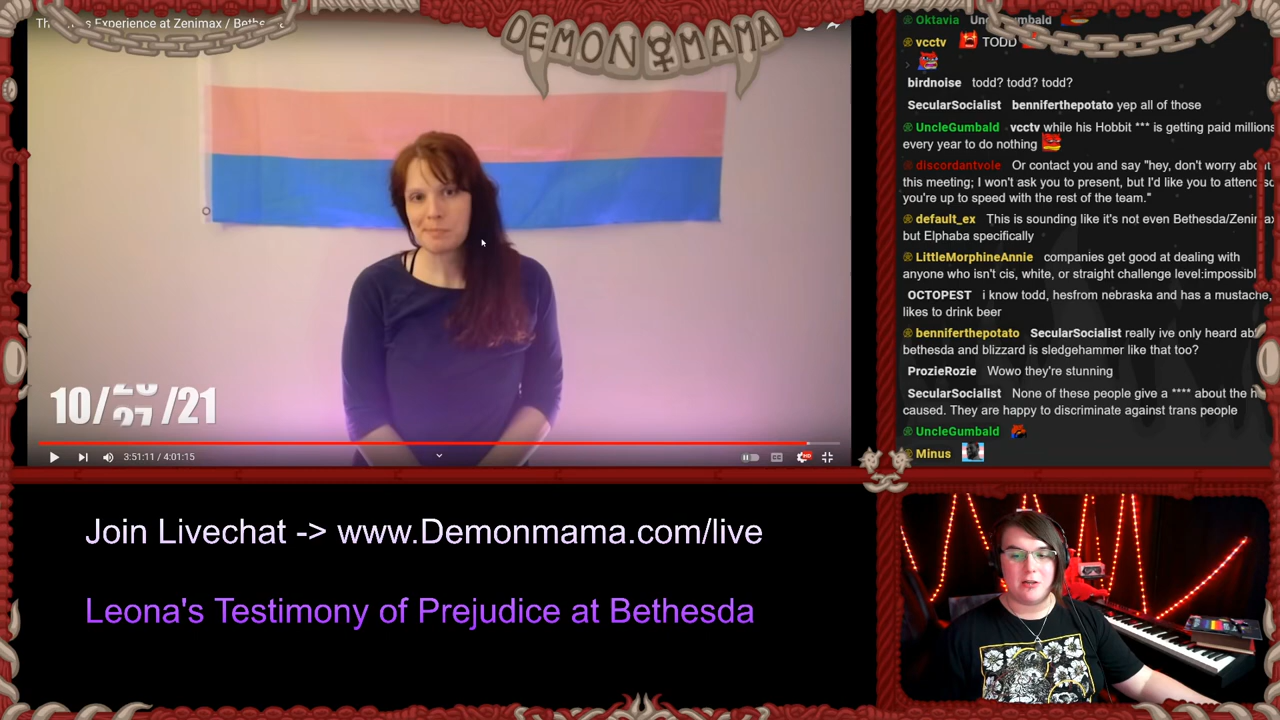 Experience at Zenimax /
DEMON MAMA
10/ /21
3:51:11 / 4:01:15
CC
HD
Oktavia
vcctv TODD
birdnoise todd? todd? todd?
SecularSocialist benniferthepotato yep all of those
UncleGumbald vcctv while his Hobbit *** is getting paid millions
every year to do nothing
discordantvole Or contact you and say "hey, don't worry about
this meeting; I won't ask you to present, but I'd like you to attend so
you're up to speed with the rest of the team."
default_ex This is sounding like it's not even Bethesda/Zenimax
but Elphaba specifically
LittleMorphineAnnie companies get good at dealing with
anyone who isn't cis, white, or straight challenge level:impossibl
OCTOPEST i know todd, hesfrom nebraska and has a mustache,
likes to drink beer
benniferthepotato SecularSocialist really ive only heard ab
bethesda and blizzard is sledgehammer like that too?
ProzieRozie Wowo they're stunning
SecularSocialist None of these people give a **** about the h
caused. They are happy to discriminate against trans people
UncleGumbald
Minus
Join Livechat -> www.Demonmama.com/live
Leona's Testimony of Prejudice at Bethesda